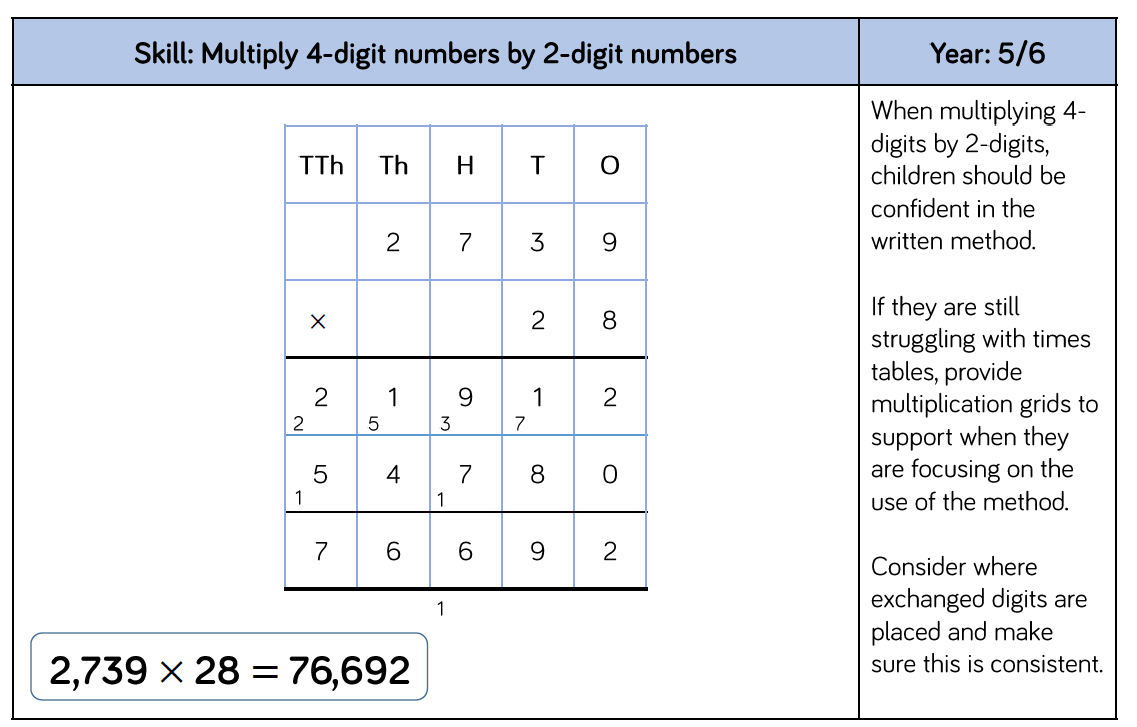 Skill: Multiply 4-digit numbers by 2-digit numbers
Year: 5/6
TTh Th H T O
2 7 3 9
× 2 8
2 1 9 1 2
2 5 3 7
5 4 7 8 0
1 1
7 6 6 9 2
1
2,739 × 28 = 76,692
When multiplying 4-
digits by 2-digits,
children should be
confident in the
written method.
If they are still
struggling with times
tables, provide
multiplication grids to
support when they
are focusing on the
use of the method.
Consider where
exchanged digits are
placed and make
sure this is consistent.